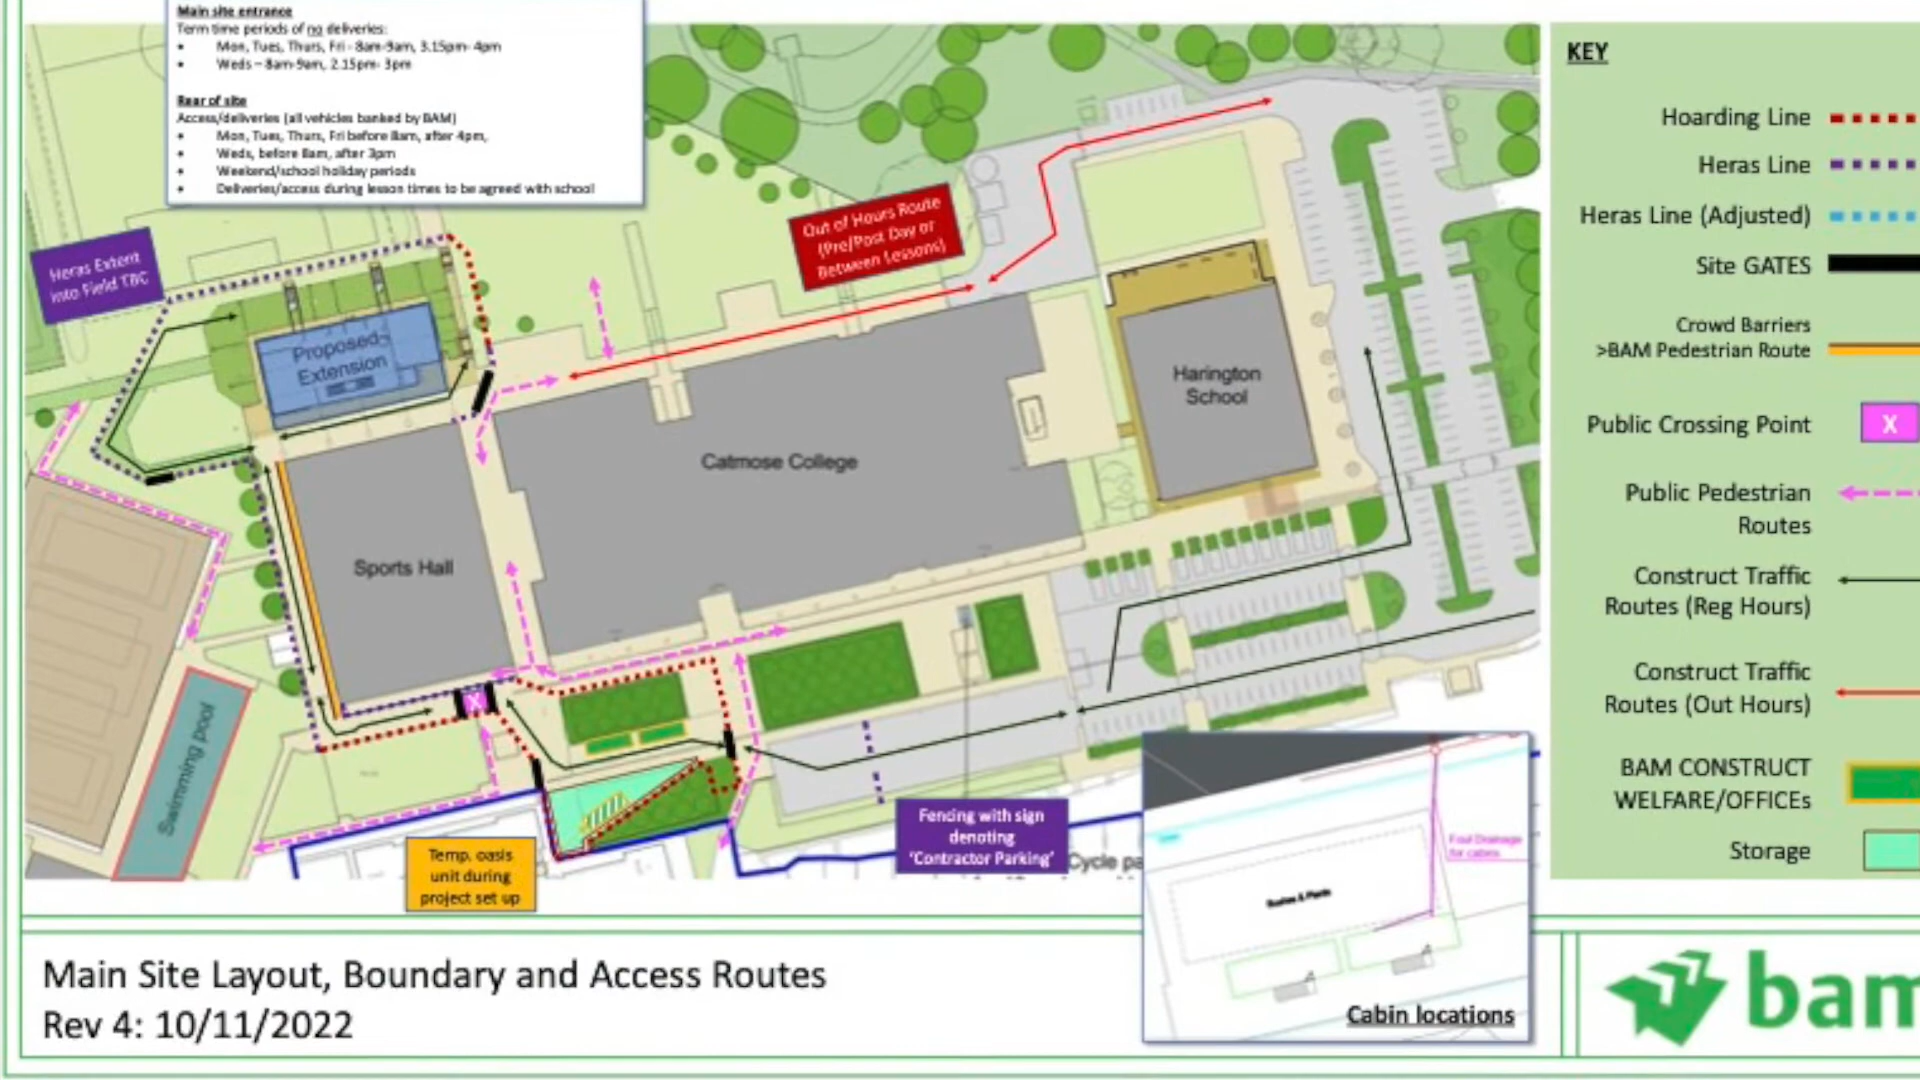 Main site entrance
Term time periods of no deliveries:
• Mon, Tues, Thurs, Fri - 8am-9am, 3.15pm- 4pm
• Weds – 8am-9am, 2.15pm- 3pm
Rear of site
Access/deliveries (all vehicles banked by BAM)
• Mon, Tues, Thurs, Fri before 8am, after 4pm,
• Weds, before 8am, after 3pm
• Weekend/school holiday periods
• Deliveries/access during lesson times to be agreed with school
Heras Extent
into Field TBC
Out of Hours Route
(Pre/Post Day or
Between Lessons)
Proposed
Extension
Harington
School
Catmose College
Sports Hall
X
Swimming pool
Temp. oasis
unit during
project set up
Fencing with sign
denoting
'Contractor Parking'
Cycle pa
Foul Drainage
for cabins
Cabin locations
KEY
Hoarding Line
Heras Line
Heras Line (Adjusted)
Site GATES
Crowd Barriers
>BAM Pedestrian Route
Public Crossing Point
X
Public Pedestrian
Routes
Construct Traffic
Routes (Reg Hours)
Construct Traffic
Routes (Out Hours)
BAM CONSTRUCT
WELFARE/OFFICEs
Storage
Main Site Layout, Boundary and Access Routes
Rev 4: 10/11/2022
bam